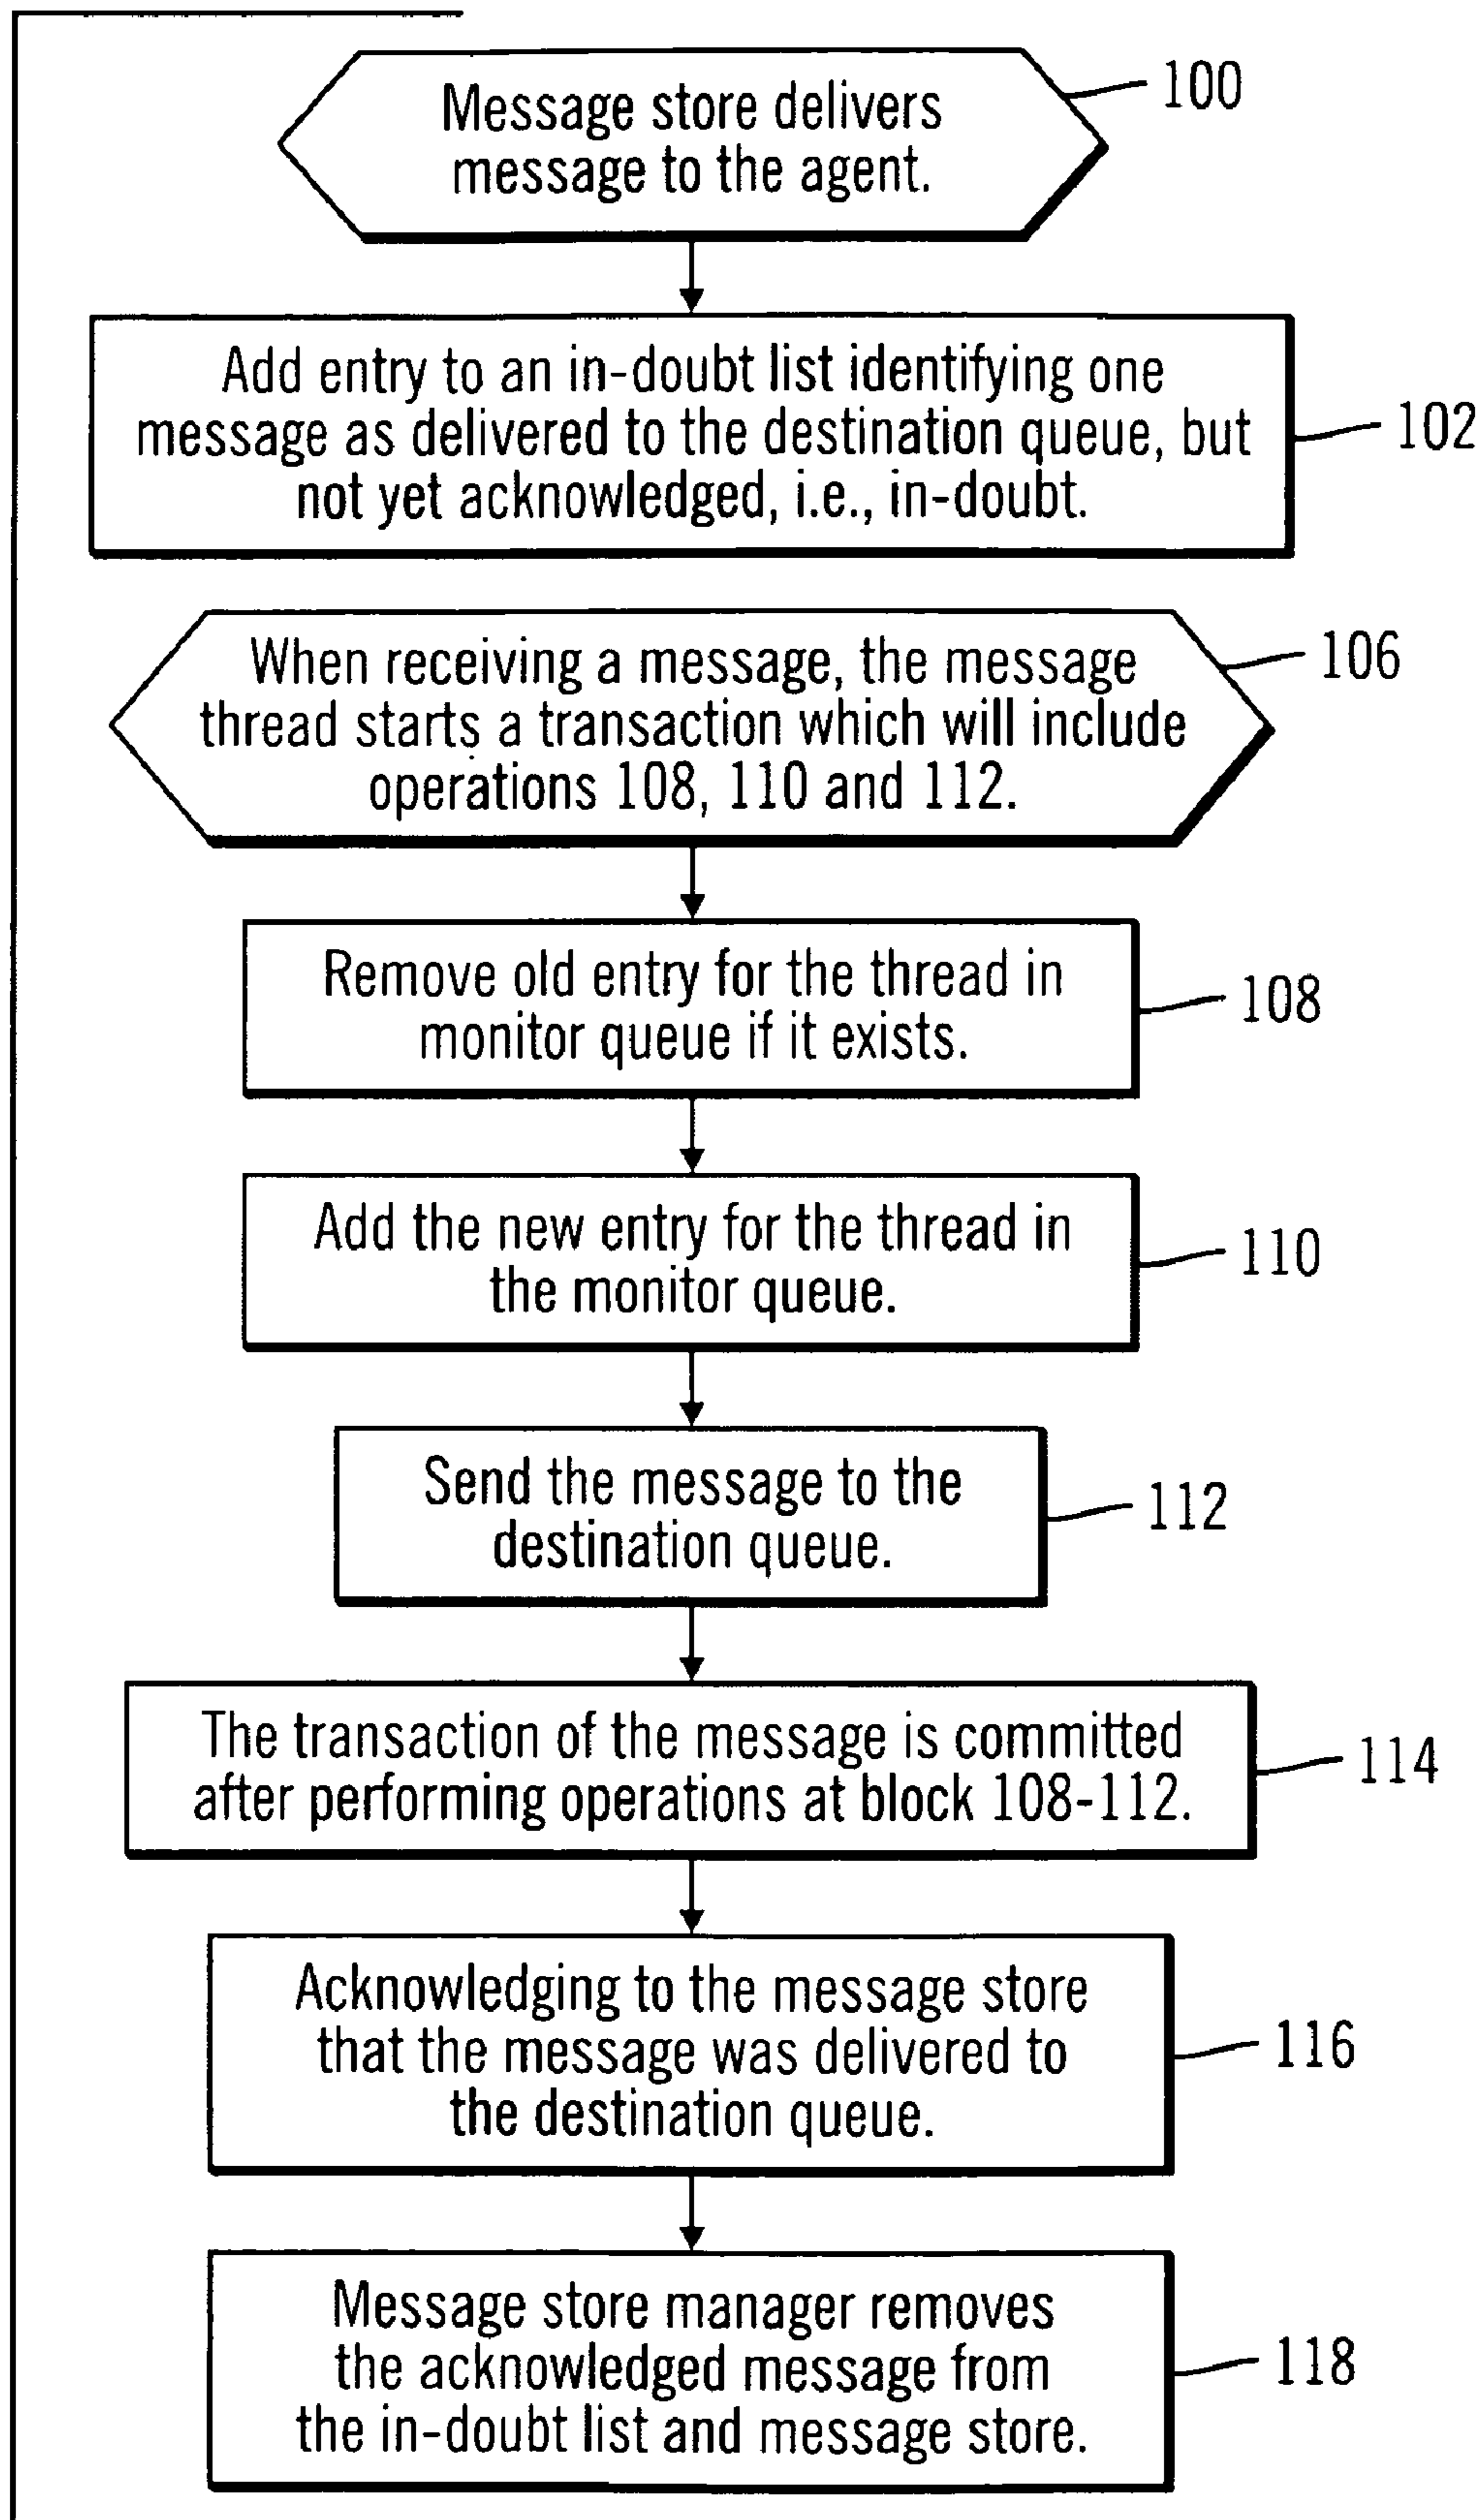 Message store delivers
message to the agent.
100
Add entry to an in-doubt list identifying one
message as delivered to the destination queue, but
not yet acknowledged, i.e., in-doubt.
102
When receiving a message, the message
thread starts a transaction which will include
operations 108, 110 and 112.
106
Remove old entry for the thread in
monitor queue if it exists.
108
Add the new entry for the thread in
the monitor queue.
110
Send the message to the
destination queue.
112
The transaction of the message is committed
after performing operations at block 108-112.
114
Acknowledging to the message store
that the message was delivered to
the destination queue.
116
Message store manager removes
the acknowledged message from
the in-doubt list and message store.
118